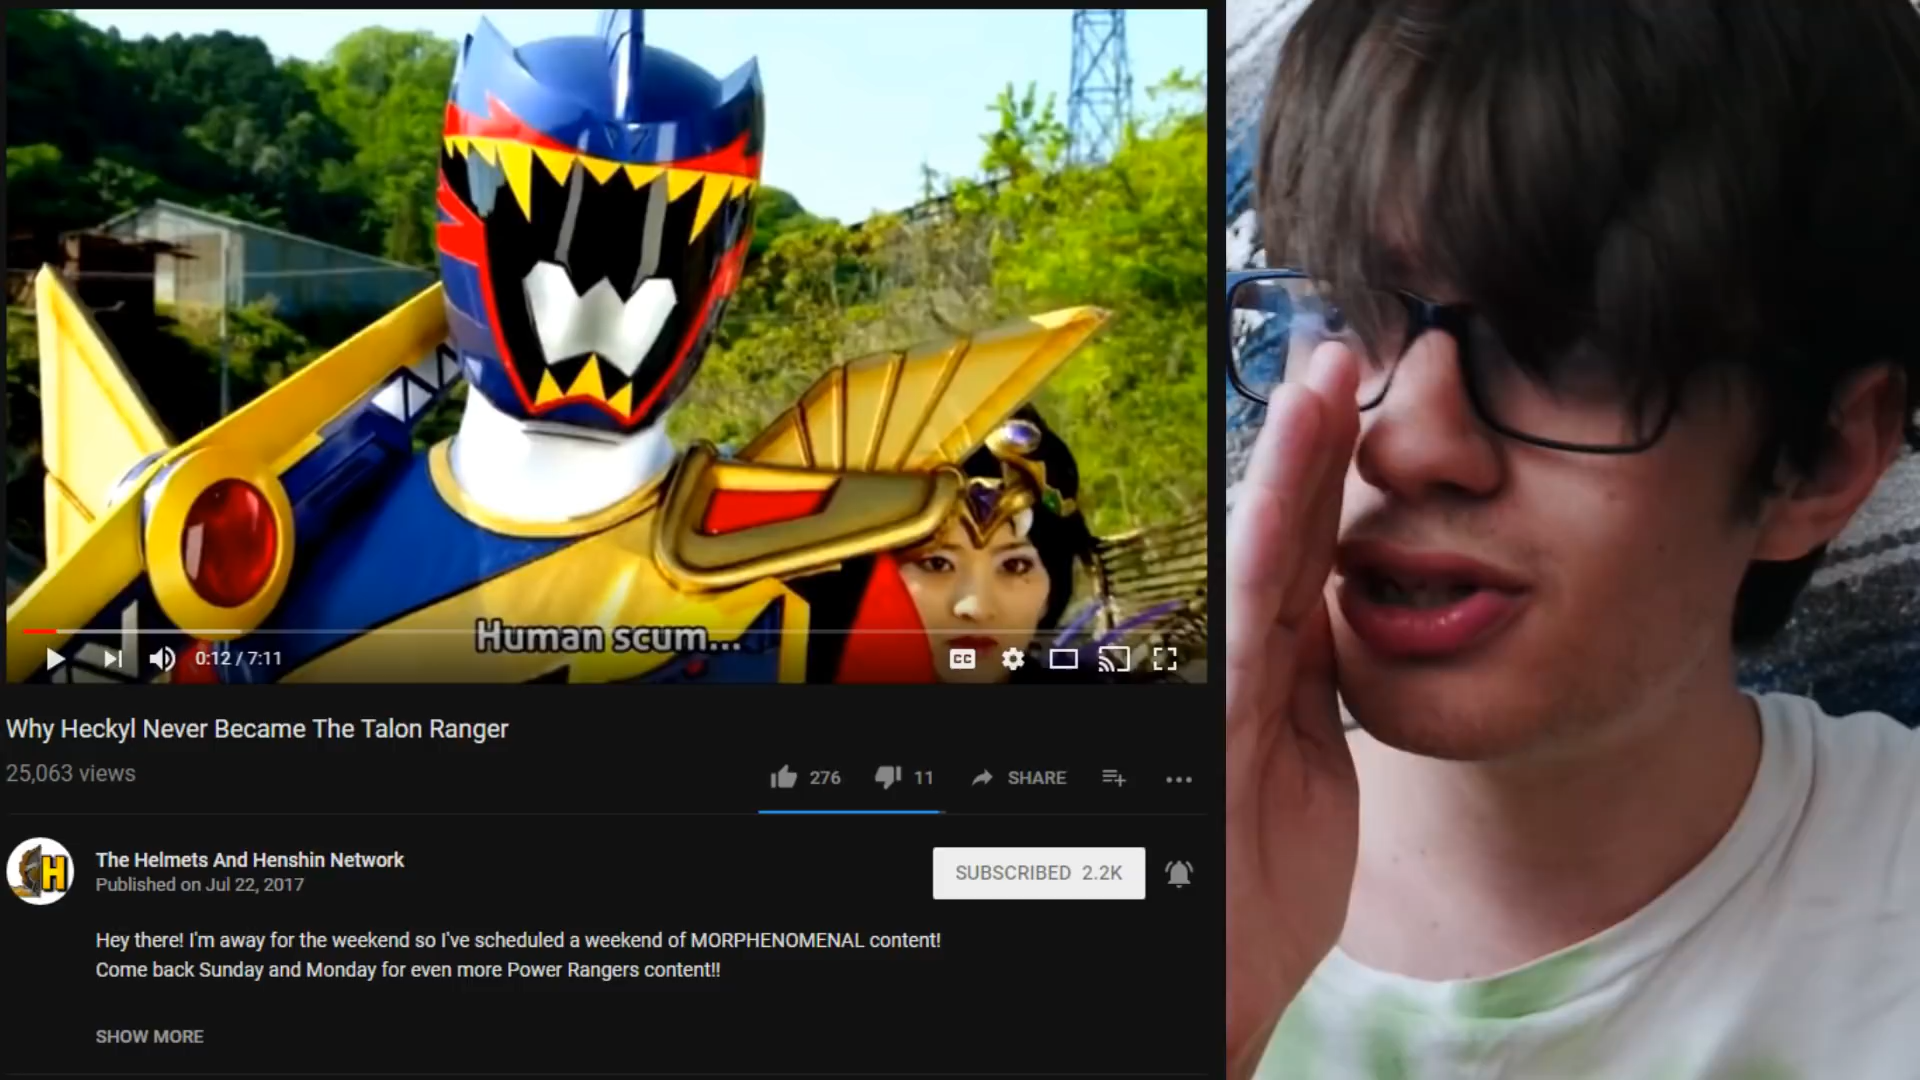 Human scum...
0:12 / 7:11
CC
Why Heckyl Never Became The Talon Ranger
25,063 views
276
11
SHARE
H
The Helmets And Henshin Network
Published on Jul 22, 2017
SUBSCRIBED 2.2K
Hey there! I'm away for the weekend so I've scheduled a weekend of MORPHENOMENAL content!
Come back Sunday and Monday for even more Power Rangers content!!
SHOW MORE